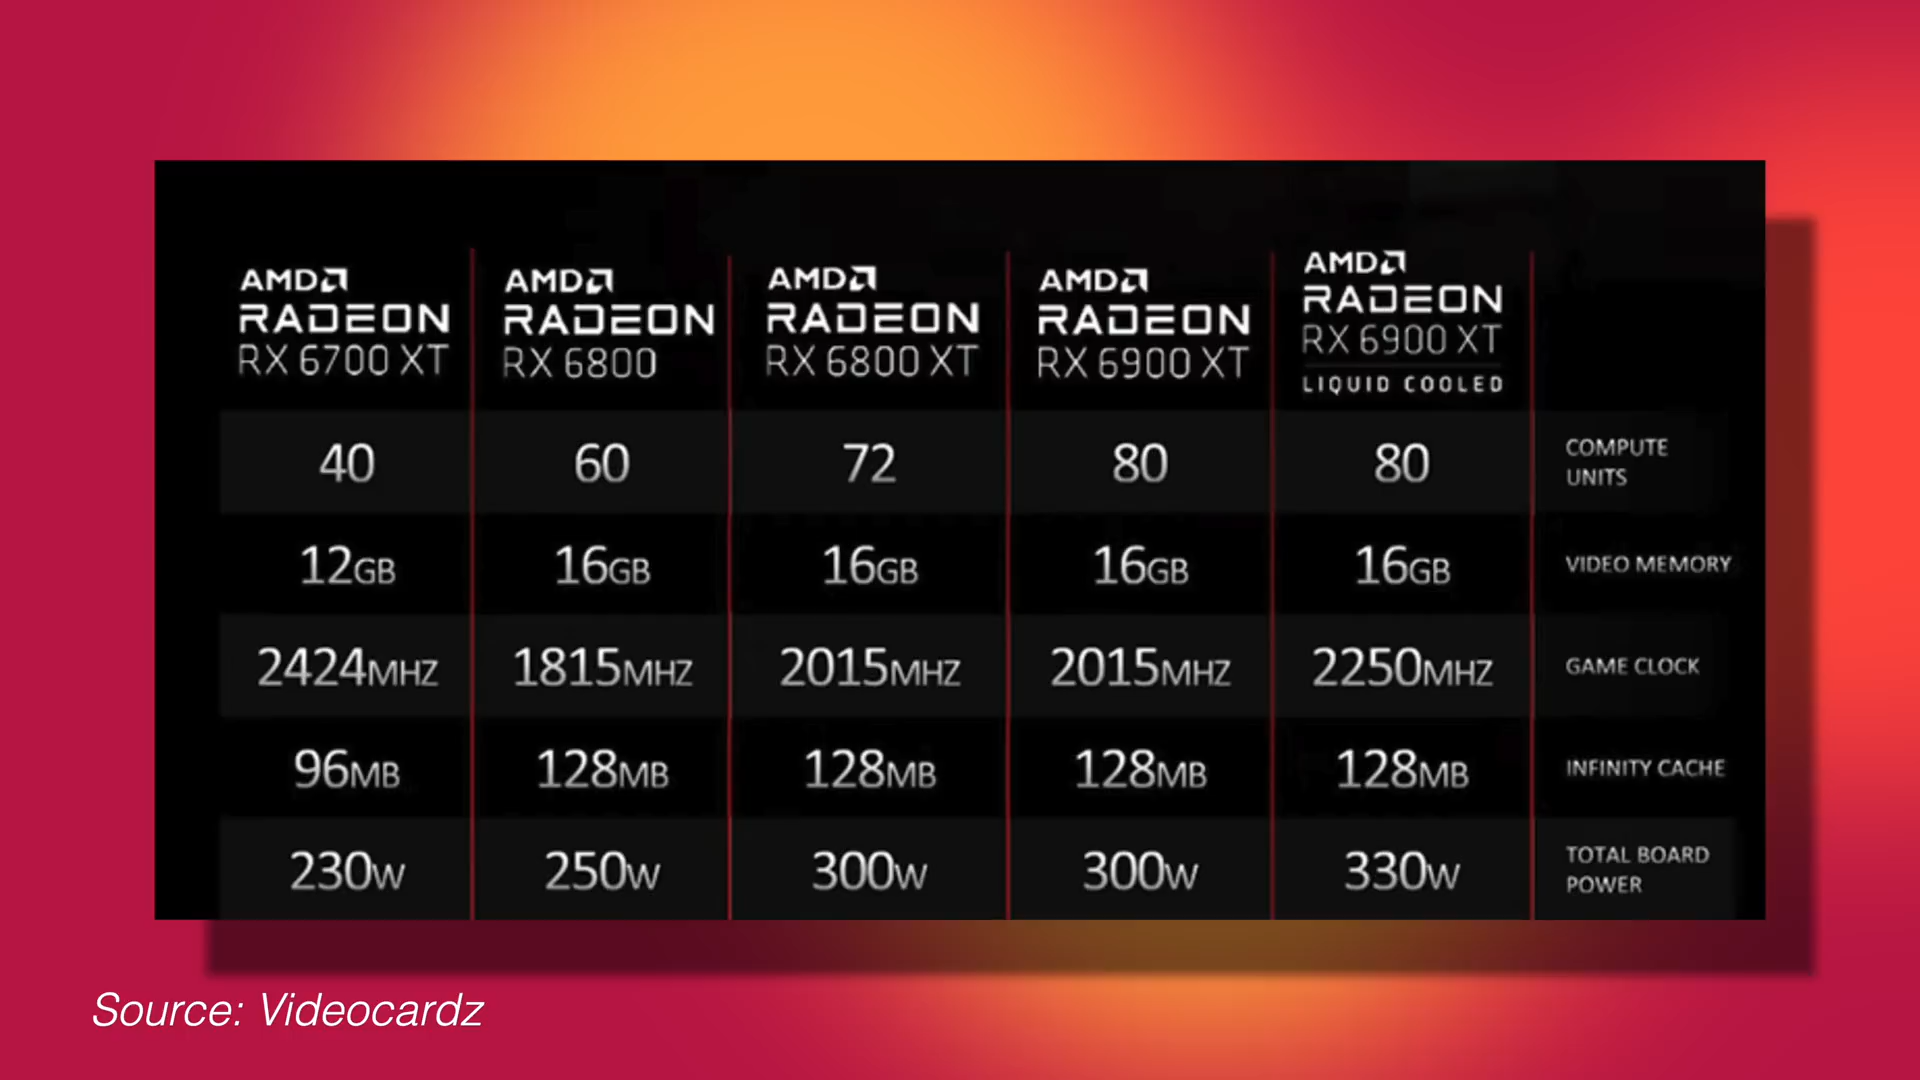 AMD
RADEON
RX 6700 XT
AMD
RADEON
RX 6800
AMD
RADEON
RX 6800 XT
AMD
RADEON
RX 6900 XT
AMD
RADEON
RX 6900 XT
LIQUID COOLED
40 60 72 80 80 COMPUTE
UNITS
12GB 16GB 16GB 16GB 16GB VIDEO MEMORY
2424MHZ 1815MHZ 2015MHZ 2015MHZ 2250MHZ GAME CLOCK
96MB 128MB 128MB 128MB 128MB INFINITY CACHE
230W 250W 300W 300W 330W TOTAL BOARD
POWER
Source: Videocardz